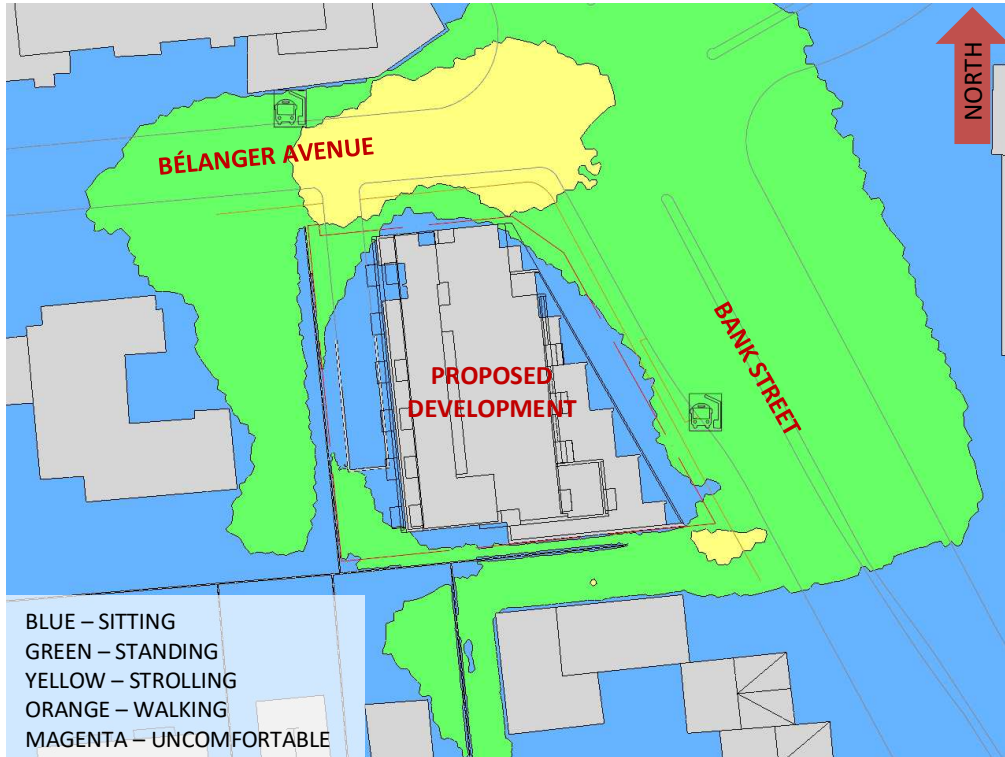 NORTH
BÉLANGER AVENUE
BANK STREET
PROPOSED
DEVELOPMENT
BLUE – SITTING
GREEN – STANDING
YELLOW – STROLLING
ORANGE – WALKING
MAGENTA – UNCOMFORTABLE